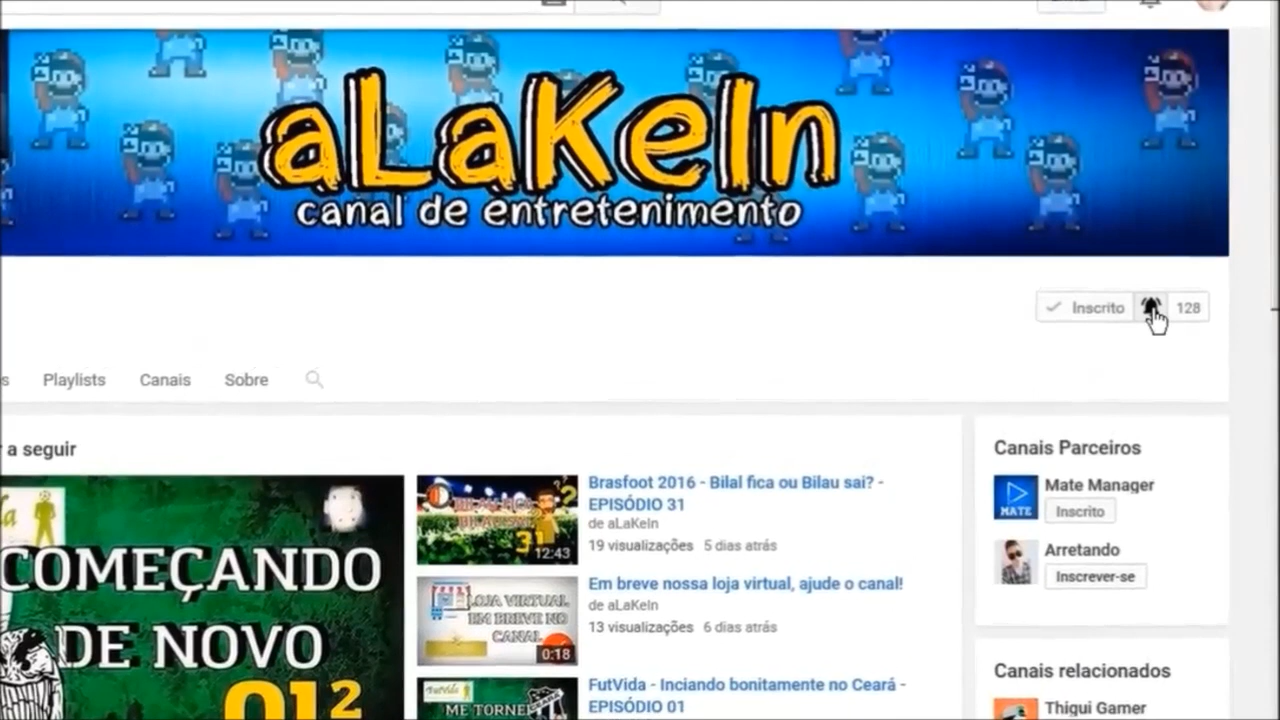 aLaKeIn
canal de entretenimento
Inscrito
128
s
Playlists
Canais
Sobre
r a seguir
COMEÇANDO
DE NOVO
01²
Brasfoot 2016 - Bilal fica ou Bilau sai? -
EPISÓDIO 31
de aLaKeIn
19 visualizações 5 dias atrás
31
12:43
Em breve nossa loja virtual, ajude o canal!
de aLaKeIn
13 visualizações 6 dias atrás
LOJA VIRTUAL
EM BREVE NO
CANAL
0:18
FutVida - Inciando bonitamente no Ceará -
EPISÓDIO 01
FutVida
ME TORNEI
Canais Parceiros
Mate Manager
MATE
Inscrito
Arretando
Inscrever-se
Canais relacionados
Thigui Gamer